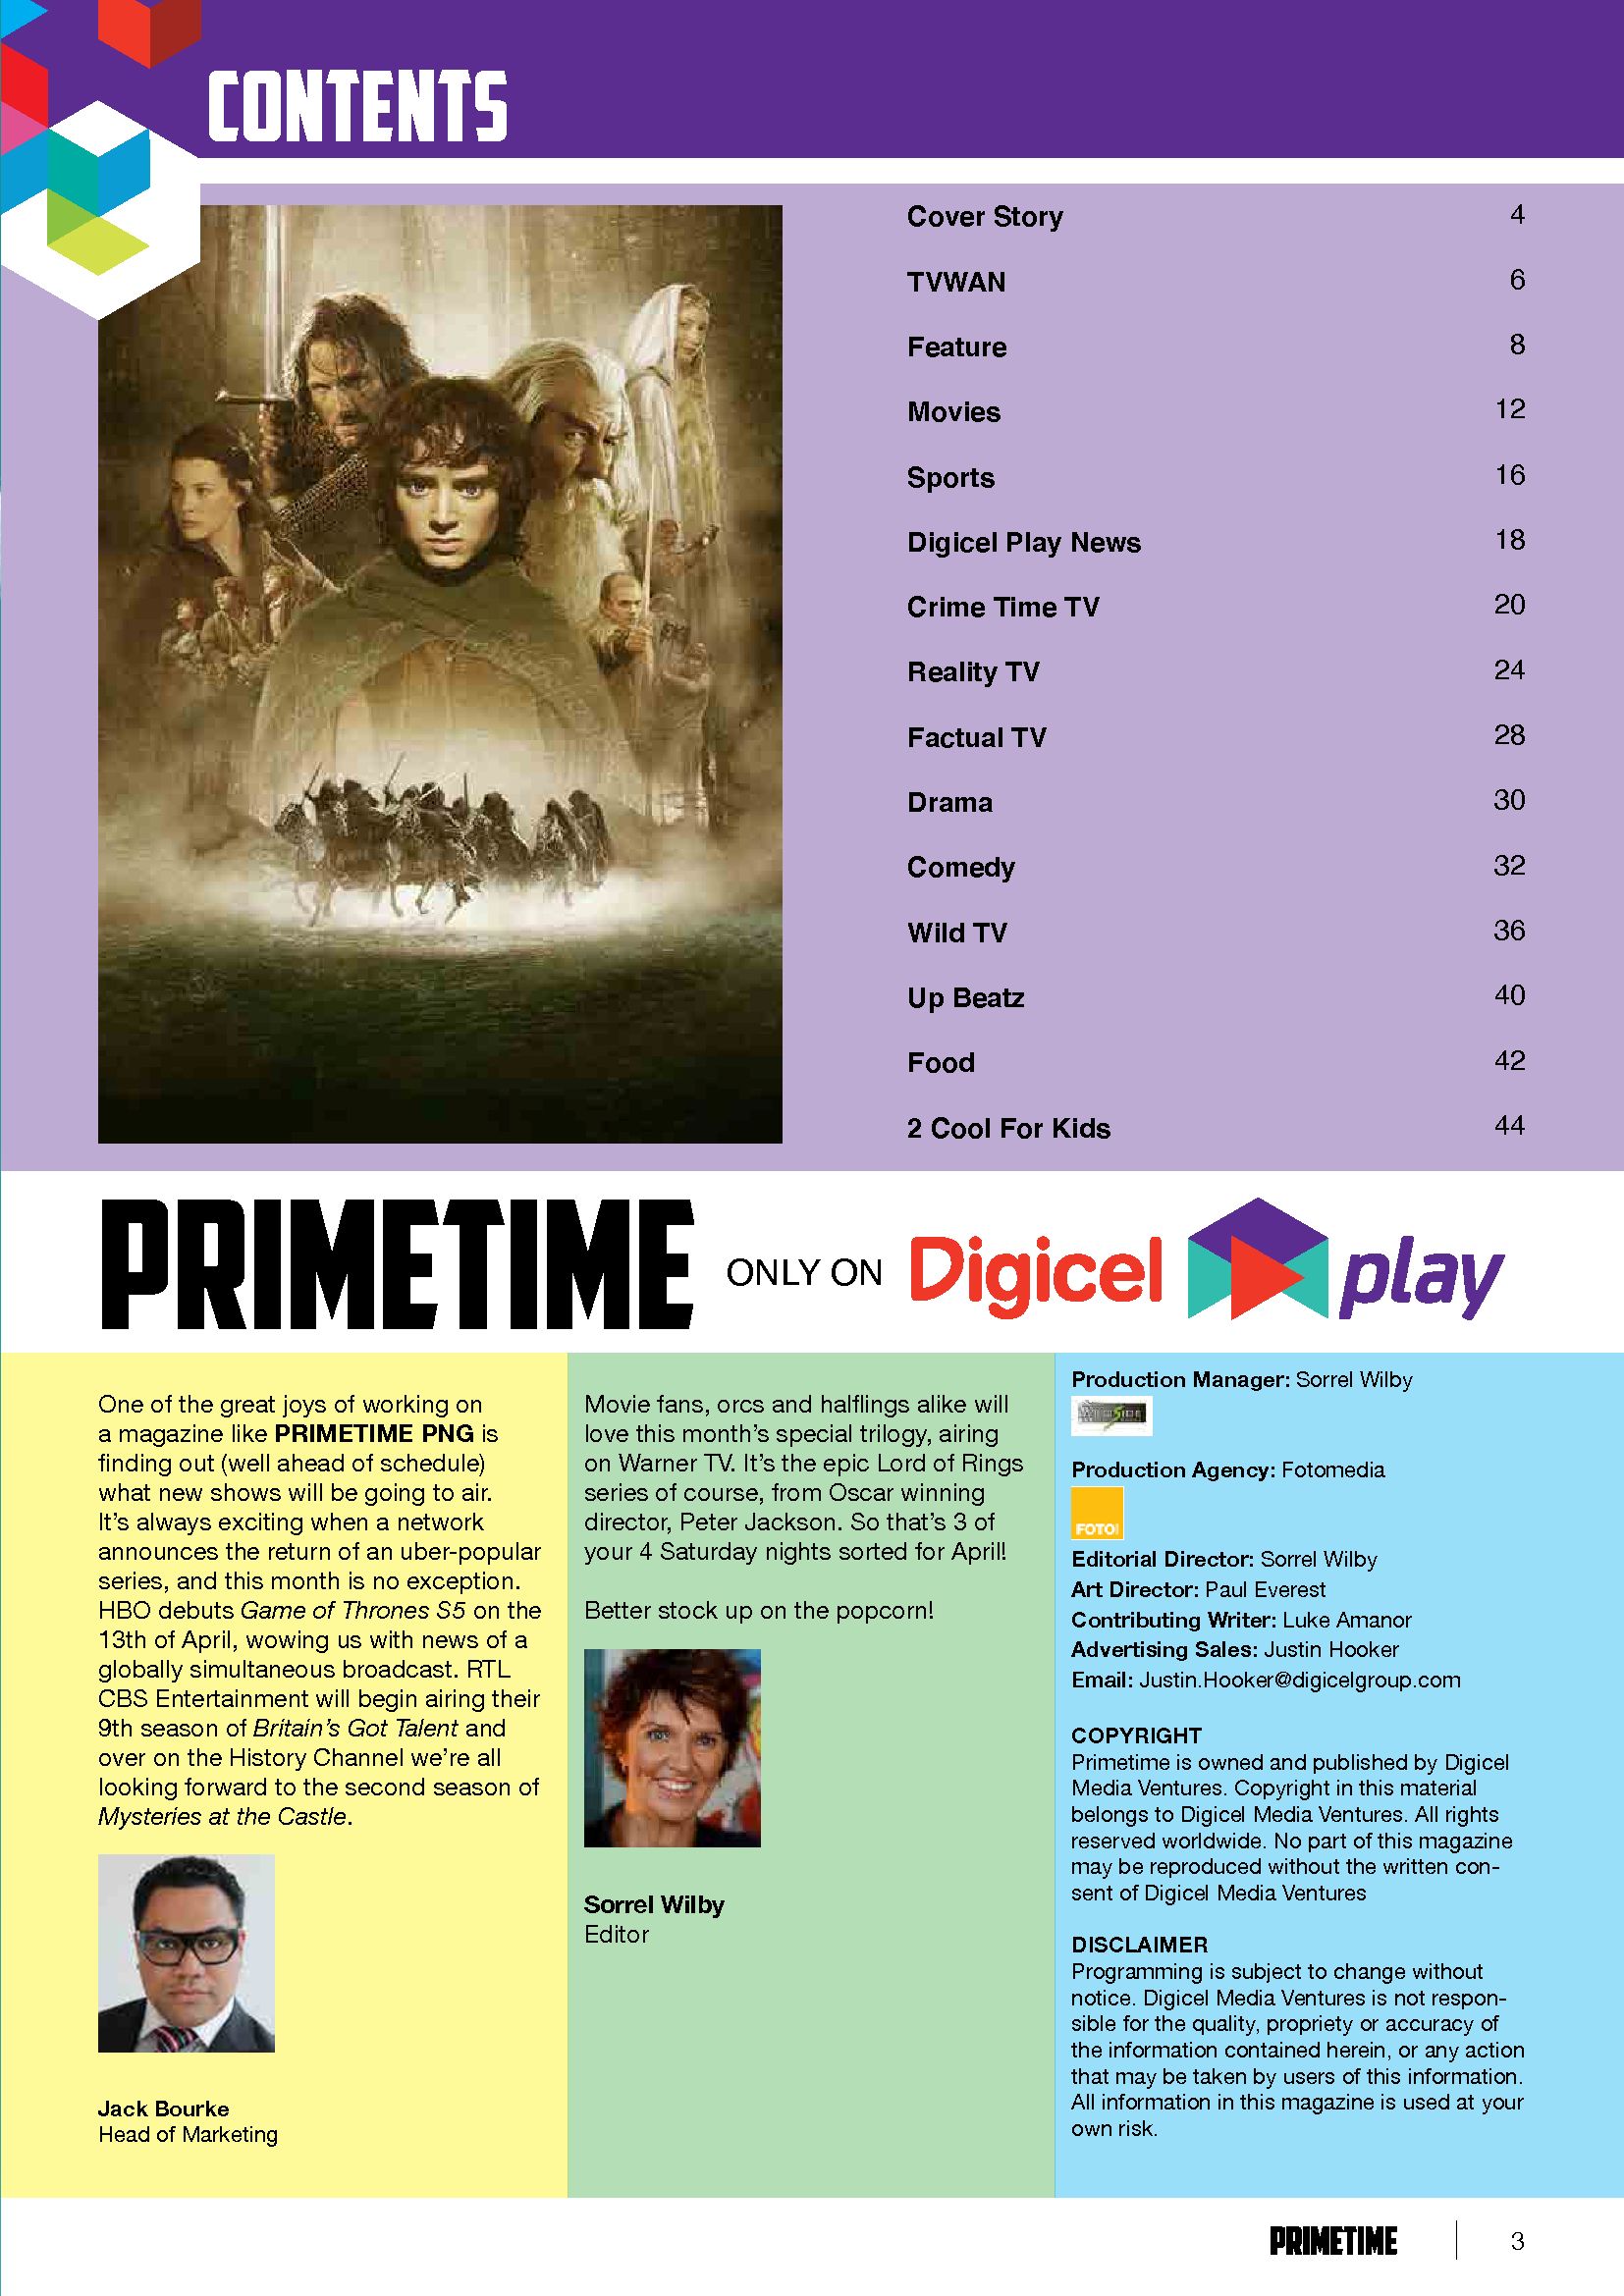 CONTENTS
Cover Story 4
TVWAN 6
Feature 8
Movies 12
Sports 16
Digicel Play News 18
Crime Time TV 20
Reality TV 24
Factual TV 28
Drama 30
Comedy 32
Wild TV 36
Up Beatz 40
Food 42
2 Cool For Kids 44
PRIMETIME ONLY ON Digicel play
One of the great joys of working on
a magazine like PRIMETIME PNG is
finding out (well ahead of schedule)
what new shows will be going to air.
It's always exciting when a network
announces the return of an uber-popular
series, and this month is no exception.
HBO debuts Game of Thrones S5 on the
13th of April, wowing us with news of a
globally simultaneous broadcast. RTL
CBS Entertainment will begin airing their
9th season of Britain's Got Talent and
over on the History Channel we're all
looking forward to the second season of
Mysteries at the Castle.
Jack Bourke
Head of Marketing
Movie fans, orcs and halflings alike will
love this month's special trilogy, airing
on Warner TV. It's the epic Lord of Rings
series of course, from Oscar winning
director, Peter Jackson. So that's 3 of
your 4 Saturday nights sorted for April!
Better stock up on the popcorn!
Sorrel Wilby
Editor
Production Manager: Sorrel Wilby
Production Agency: Fotomedia
FOTO
Editorial Director: Sorrel Wilby
Art Director: Paul Everest
Contributing Writer: Luke Amanor
Advertising Sales: Justin Hooker
Email: Justin.Hooker@digicelgroup.com
COPYRIGHT
Primetime is owned and published by Digicel
Media Ventures. Copyright in this material
belongs to Digicel Media Ventures. All rights
reserved worldwide. No part of this magazine
may be reproduced without the written con-
sent of Digicel Media Ventures
DISCLAIMER
Programming is subject to change without
notice. Digicel Media Ventures is not respon-
sible for the quality, propriety or accuracy of
the information contained herein, or any action
that may be taken by users of this information.
All information in this magazine is used at your
own risk.
PRIMETIME 3